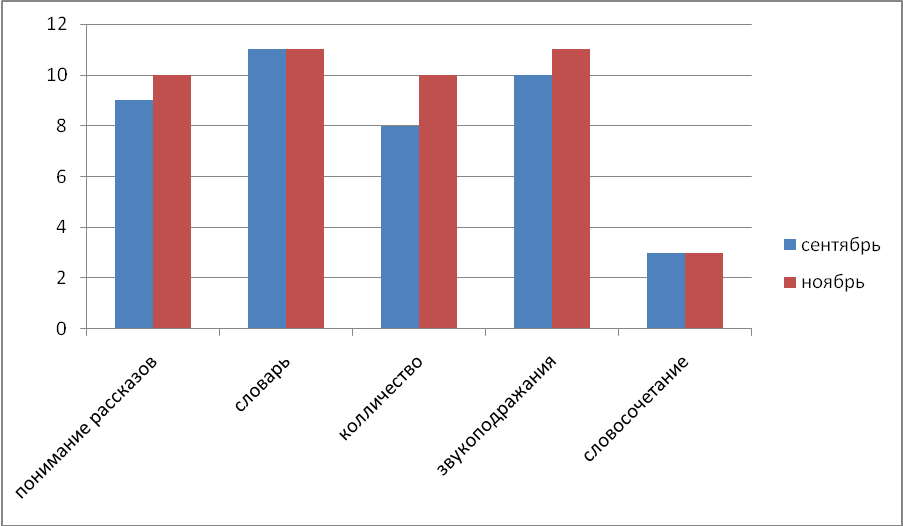 12
10
8
6
4
2
0
понимание рассказов
словарь
колличество
звукоподражания
словосочетание
сентябрь
ноябрь